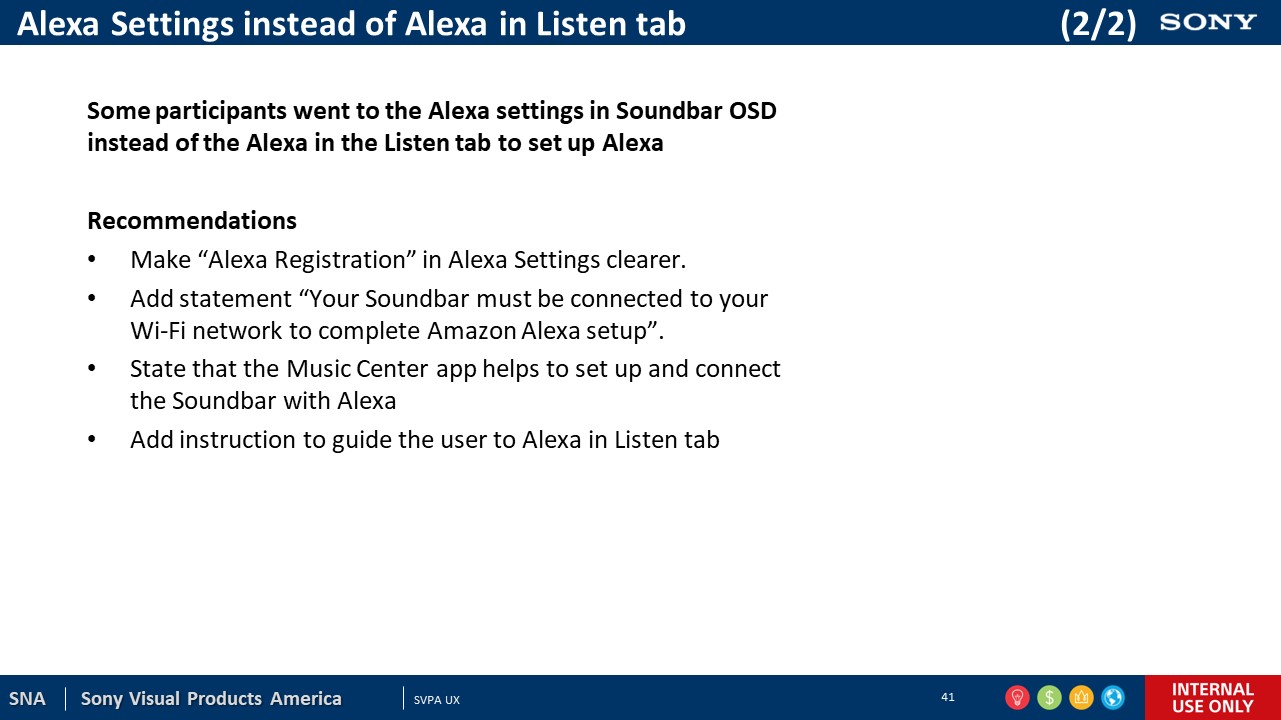 Alexa Settings instead of Alexa in Listen tab (2/2) SONY
Some participants went to the Alexa settings in Soundbar OSD
instead of the Alexa in the Listen tab to set up Alexa
Recommendations
• Make “Alexa Registration” in Alexa Settings clearer.
• Add statement “Your Soundbar must be connected to your
Wi-Fi network to complete Amazon Alexa setup”.
• State that the Music Center app helps to set up and connect
the Soundbar with Alexa
• Add instruction to guide the user to Alexa in Listen tab
SNA Sony Visual Products America SVPA UX 41 $ INTERNAL
USE ONLY